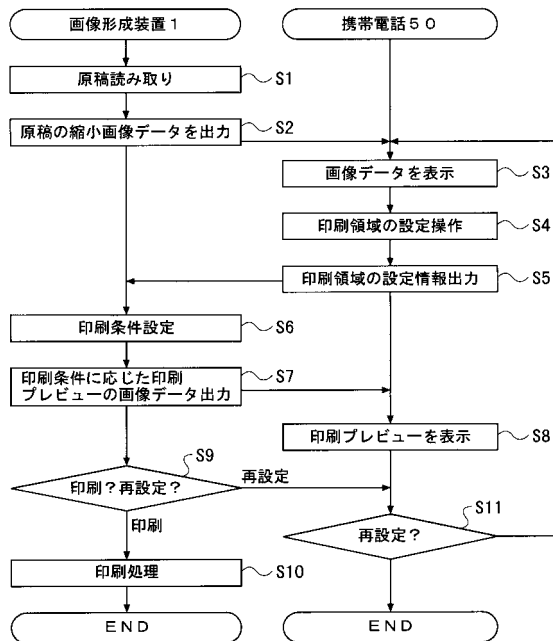 画像形成装置1
携帯電話50
原稿読み取り
S1
原稿の縮小画像データを出力
S2
画像データを表示
S3
印刷領域の設定操作
S4
印刷領域の設定情報出力
S5
印刷条件設定
S6
印刷条件に応じた印刷
プレビューの画像データ出力
S7
印刷プレビューを表示
S8
印刷?再設定?
S9
再設定
印刷
再設定?
S11
印刷処理
S10
END
END